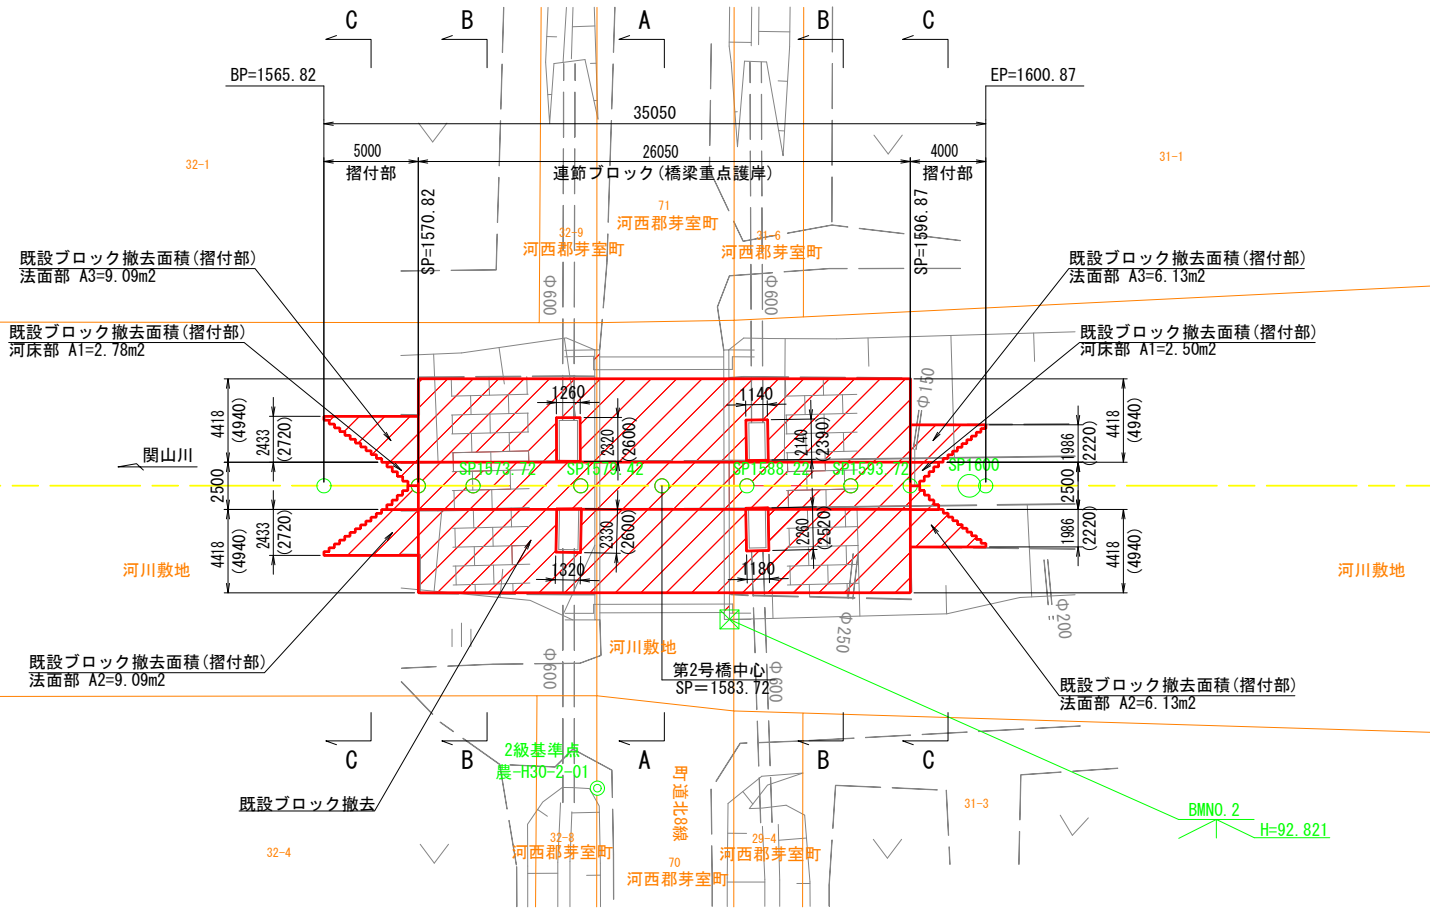 C
B
A
B
C
BP=1565.82
EP=1600.87
35050
5000
26050
4000
摺付部
連節ブロック(橋梁重点護岸)
摺付部
32-1
31-1
SP=1570.82
SP=1596.87
71
河西郡芽室町
32-9
河西郡芽室町
31-6
河西郡芽室町
Φ600
Φ600
既設ブロック撤去面積(摺付部)
法面部 A3=9.09m2
既設ブロック撤去面積(摺付部)
法面部 A3=6.13m2
既設ブロック撤去面積(摺付部)
河床部 A1=2.78m2
既設ブロック撤去面積(摺付部)
河床部 A1=2.50m2
Φ150
1260
1140
4418
(4940)
2433
(2720)
2320
(2600)
2140
(2390)
1986
(2220)
4418
(4940)
関山川
SP1573.72
SP1579.42
SP1588.22
SP1593.72
SP1600
2500
2500
4418
(4940)
2433
(2720)
2330
(2600)
2260
(2520)
1986
(2220)
4418
(4940)
1320
1180
河川敷地
河川敷地
Φ250
Φ200
河川敷地
Φ600
Φ600
第2号橋中心
SP=1583.72
既設ブロック撤去面積(摺付部)
法面部 A2=9.09m2
既設ブロック撤去面積(摺付部)
法面部 A2=6.13m2
C
B
A
B
C
2級基準点
農-H30-2-01
既設ブロック撤去
町道北8線
31-3
BMNO.2
H=92.821
32-4
32-8
河西郡芽室町
29-4
河西郡芽室町
70
河西郡芽室町